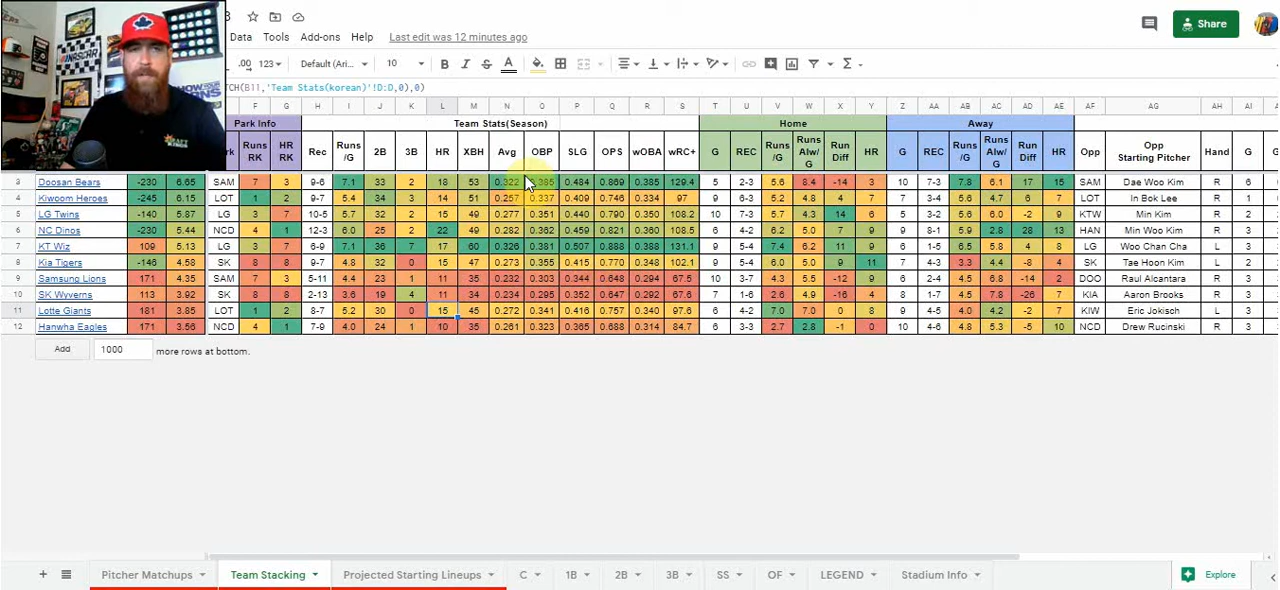 Data Tools Add-ons Help Last edit was 12 minutes ago
Share
.00 123 Default (Ari... 10 B I S A
TCH(B11,'Team Stats(korean)'!D:D,0),0)
F G H I J K L M N O P Q R S T U V W X Y Z AA AB AC AD AE AF AG AH AI
Park Info Team Stats(Season) Home Away
Runs RK HR RK Rec Runs /G 2B 3B HR XBH Avg OBP SLG OPS wOBA wRC+ G REC Runs /G Runs Alw/ G Run Diff HR G REC Runs /G Runs Alw/ G Run Diff HR Opp Opp Starting Pitcher Hand G
3 Doosan Bears -230 6.65 SAM 7 3 9-6 7.1 33 2 18 53 0.322 0.395 0.484 0.869 0.385 129.4 5 2-3 5.6 8.4 -14 3 10 7-3 7.8 6.1 17 15 SAM Dae Woo Kim R 6
4 Kiwoom Heroes -245 6.15 LOT 1 2 9-7 5.4 34 3 14 51 0.257 0.337 0.409 0.746 0.334 97 9 6-3 5.2 4.8 4 7 7 3-4 5.6 4.7 6 7 LOT In Bok Lee R 1
5 LG Twins -140 5.87 LG 3 7 10-5 5.7 32 2 15 49 0.277 0.351 0.440 0.790 0.350 108.2 10 7-3 5.7 4.3 14 6 5 3-2 5.6 6.0 -2 9 KTW Min Kim R 3
6 NC Dinos -230 5.44 NCD 4 1 12-3 6.0 25 2 22 49 0.282 0.362 0.459 0.821 0.360 108.5 6 4-2 6.2 5.0 7 9 9 8-1 5.9 2.8 28 13 HAN Min Woo Kim R 3
7 KT Wiz 109 5.13 LG 3 7 6-9 7.1 36 7 17 60 0.326 0.381 0.507 0.888 0.388 131.1 9 5-4 7.4 6.2 11 9 6 1-5 6.5 5.8 4 8 LG Woo Chan Cha L 3
8 Kia Tigers -146 4.58 SK 8 8 9-7 4.8 32 0 15 47 0.273 0.355 0.415 0.770 0.348 102.1 9 5-4 6.0 5.0 9 11 7 4-3 3.3 4.4 -8 4 SK Tae Hoon Kim L 2
9 Samsung Lions 171 4.35 SAM 7 3 5-11 4.4 23 1 11 35 0.232 0.303 0.344 0.648 0.294 67.5 10 3-7 4.3 5.5 -12 9 6 2-4 4.5 6.8 -14 2 DOO Raul Alcantara R 3
10 SK Wyverns 113 3.92 SK 8 8 2-13 3.6 19 4 11 34 0.234 0.295 0.352 0.647 0.292 67.6 7 1-6 2.6 4.9 -16 4 8 1-7 4.5 7.8 -26 7 KIA Aaron Brooks R 3
11 Lotte Giants 181 3.85 LOT 1 2 8-7 5.2 30 0 15 45 0.272 0.341 0.416 0.757 0.340 97.6 6 4-2 7.0 7.0 0 8 9 4-5 4.0 4.2 -2 7 KIW Eric Jokisch L 3
12 Hanwha Eagles 171 3.56 NCD 4 1 7-9 4.0 24 1 10 35 0.261 0.323 0.365 0.688 0.314 84.7 6 3-3 2.7 2.8 -1 0 10 4-6 4.8 5.3 -5 10 NCD Drew Rucinski R 3
Add 1000 more rows at bottom.
Pitcher Matchups Team Stacking Projected Starting Lineups C 1B 2B 3B SS OF LEGEND Stadium Info Explore